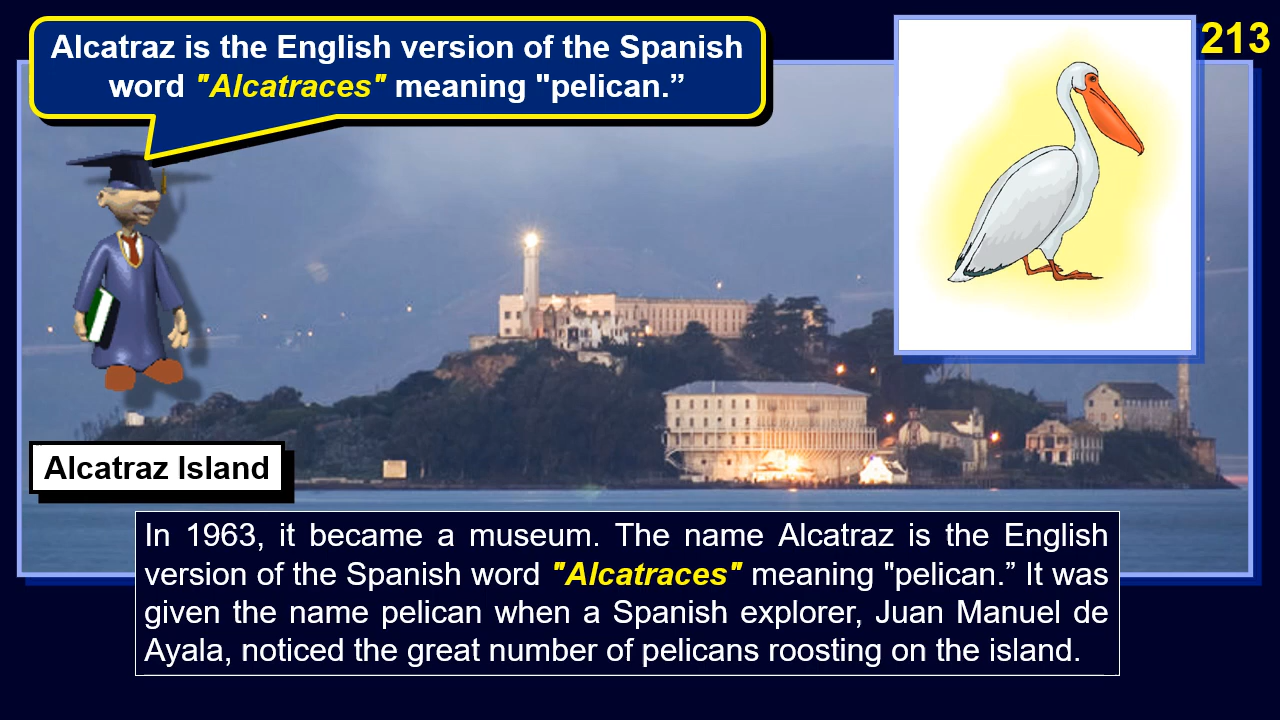 Alcatraz is the English version of the Spanish
word "Alcatraces" meaning "pelican.”
213
Alcatraz Island
In 1963, it became a museum. The name Alcatraz is the English
version of the Spanish word "Alcatraces" meaning "pelican.” It was
given the name pelican when a Spanish explorer, Juan Manuel de
Ayala, noticed the great number of pelicans roosting on the island.